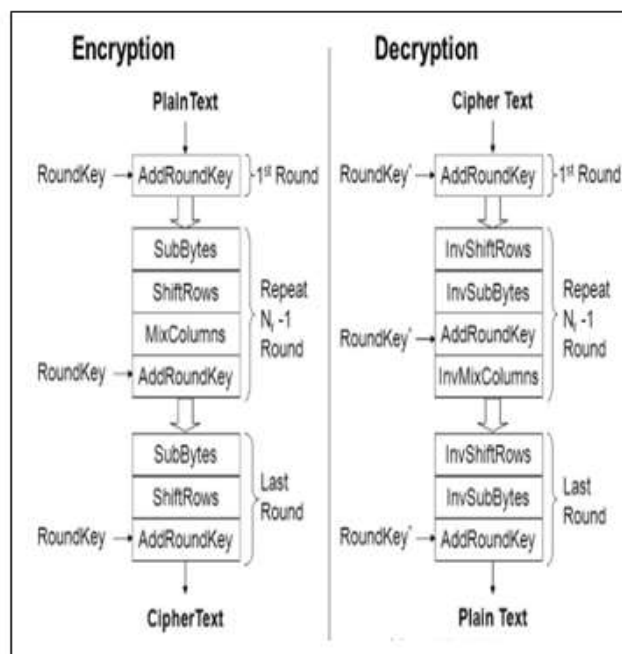 Encryption
PlainText
RoundKey
AddRoundKey
1st Round
SubBytes
ShiftRows
MixColumns
RoundKey
AddRoundKey
Repeat
Nr -1
Round
SubBytes
ShiftRows
RoundKey
AddRoundKey
Last
Round
CipherText
Decryption
Cipher Text
RoundKey'
AddRoundKey
1st Round
InvShiftRows
InvSubBytes
RoundKey'
AddRoundKey
InvMixColumns
Repeat
Nr -1
Round
InvShiftRows
InvSubBytes
RoundKey'
AddRoundKey
Last
Round
Plain Text